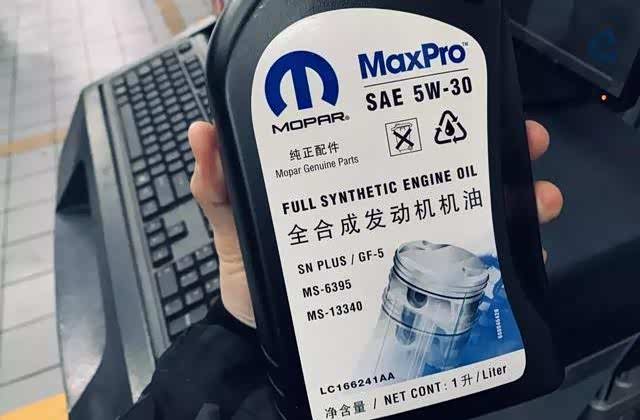 MaxPro™
SAE 5W-30
MOPAR®
纯正配件
Mopar Genuine Parts
FULL SYNTHETIC ENGINE OIL
全合成发动机机油
SN PLUS / GF-5
MS-6395
MS-13340
LC166241AA
净含量 / NET CONT: 1 升 / Liter